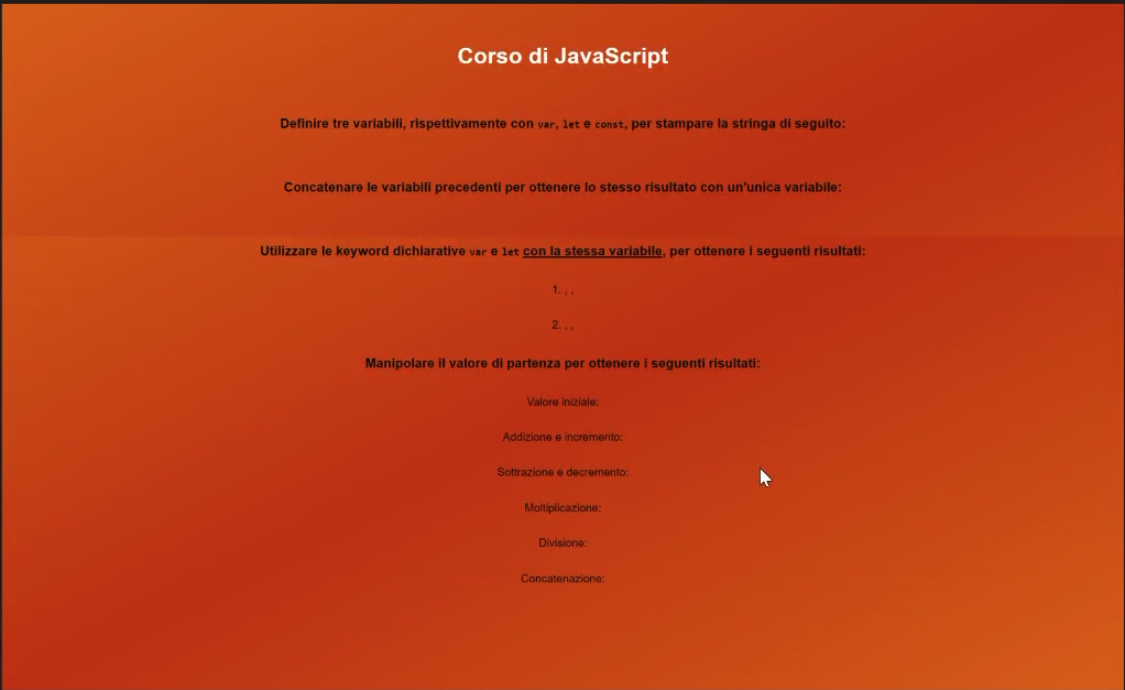 Corso di JavaScript
Definire tre variabili, rispettivamente con var, let e const, per stampare la stringa di seguito:
Concatenare le variabili precedenti per ottenere lo stesso risultato con un'unica variabile:
Utilizzare le keyword dichiarative var e let con la stessa variabile, per ottenere i seguenti risultati:
1. , ,
2. , ,
Manipolare il valore di partenza per ottenere i seguenti risultati:
Valore iniziale:
Addizione e incremento:
Sottrazione e decremento:
Moltiplicazione:
Divisione:
Concatenazione: